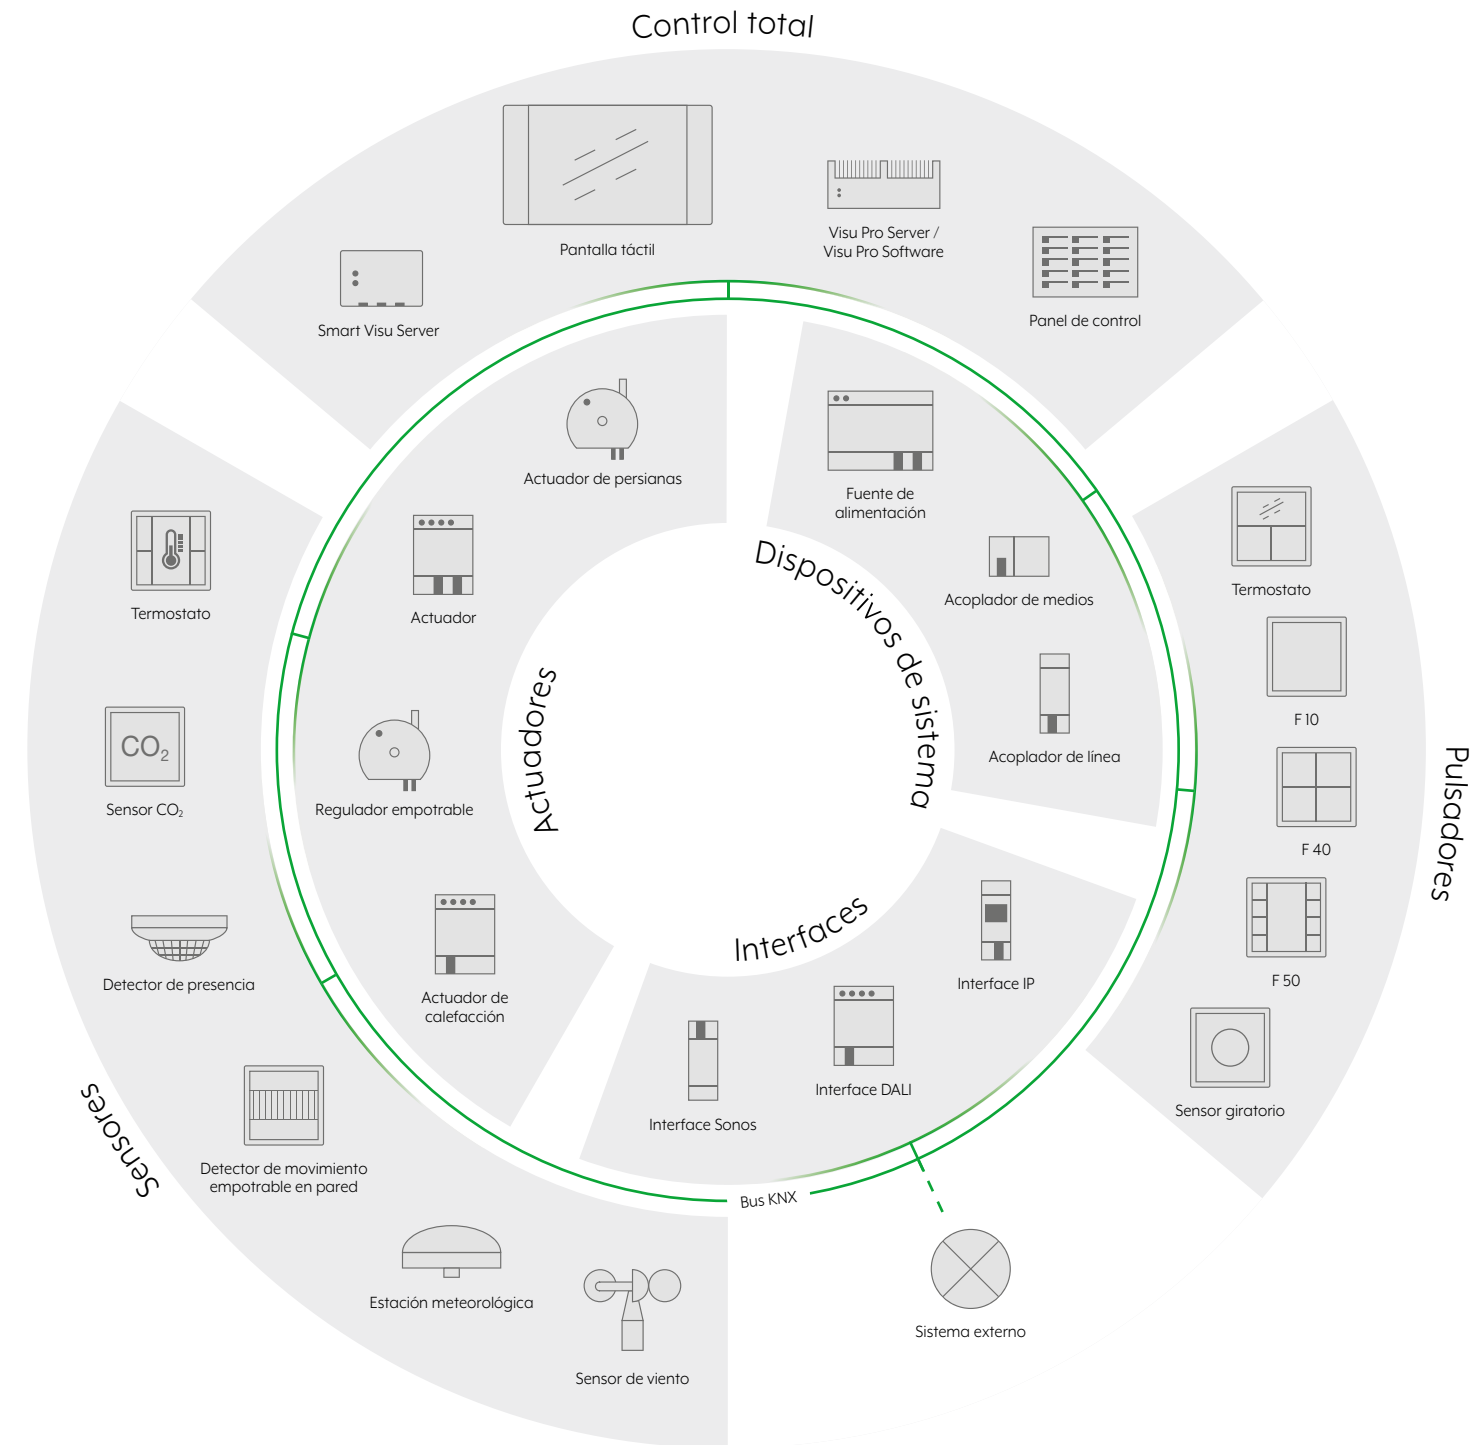 Control total
Pantalla táctil
Visu Pro Server /
Visu Pro Software
Smart Visu Server
Panel de control
Actuador de persianas
Fuente de
alimentación
Actuador
Acoplador de medios
Acoplador de línea
Regulador empotrable
Actuador de
calefacción
Actuadores
Dispositivos de sistema
Interfaces
Interface IP
Interface DALI
Interface Sonos
Termostato
CO₂
Sensor CO₂
Detector de presencia
Detector de movimiento
empotrable en pared
Estación meteorológica
Sensor de viento
Sensores
Termostato
F 10
F 40
F 50
Sensor giratorio
Pulsadores
Bus KNX
Sistema externo